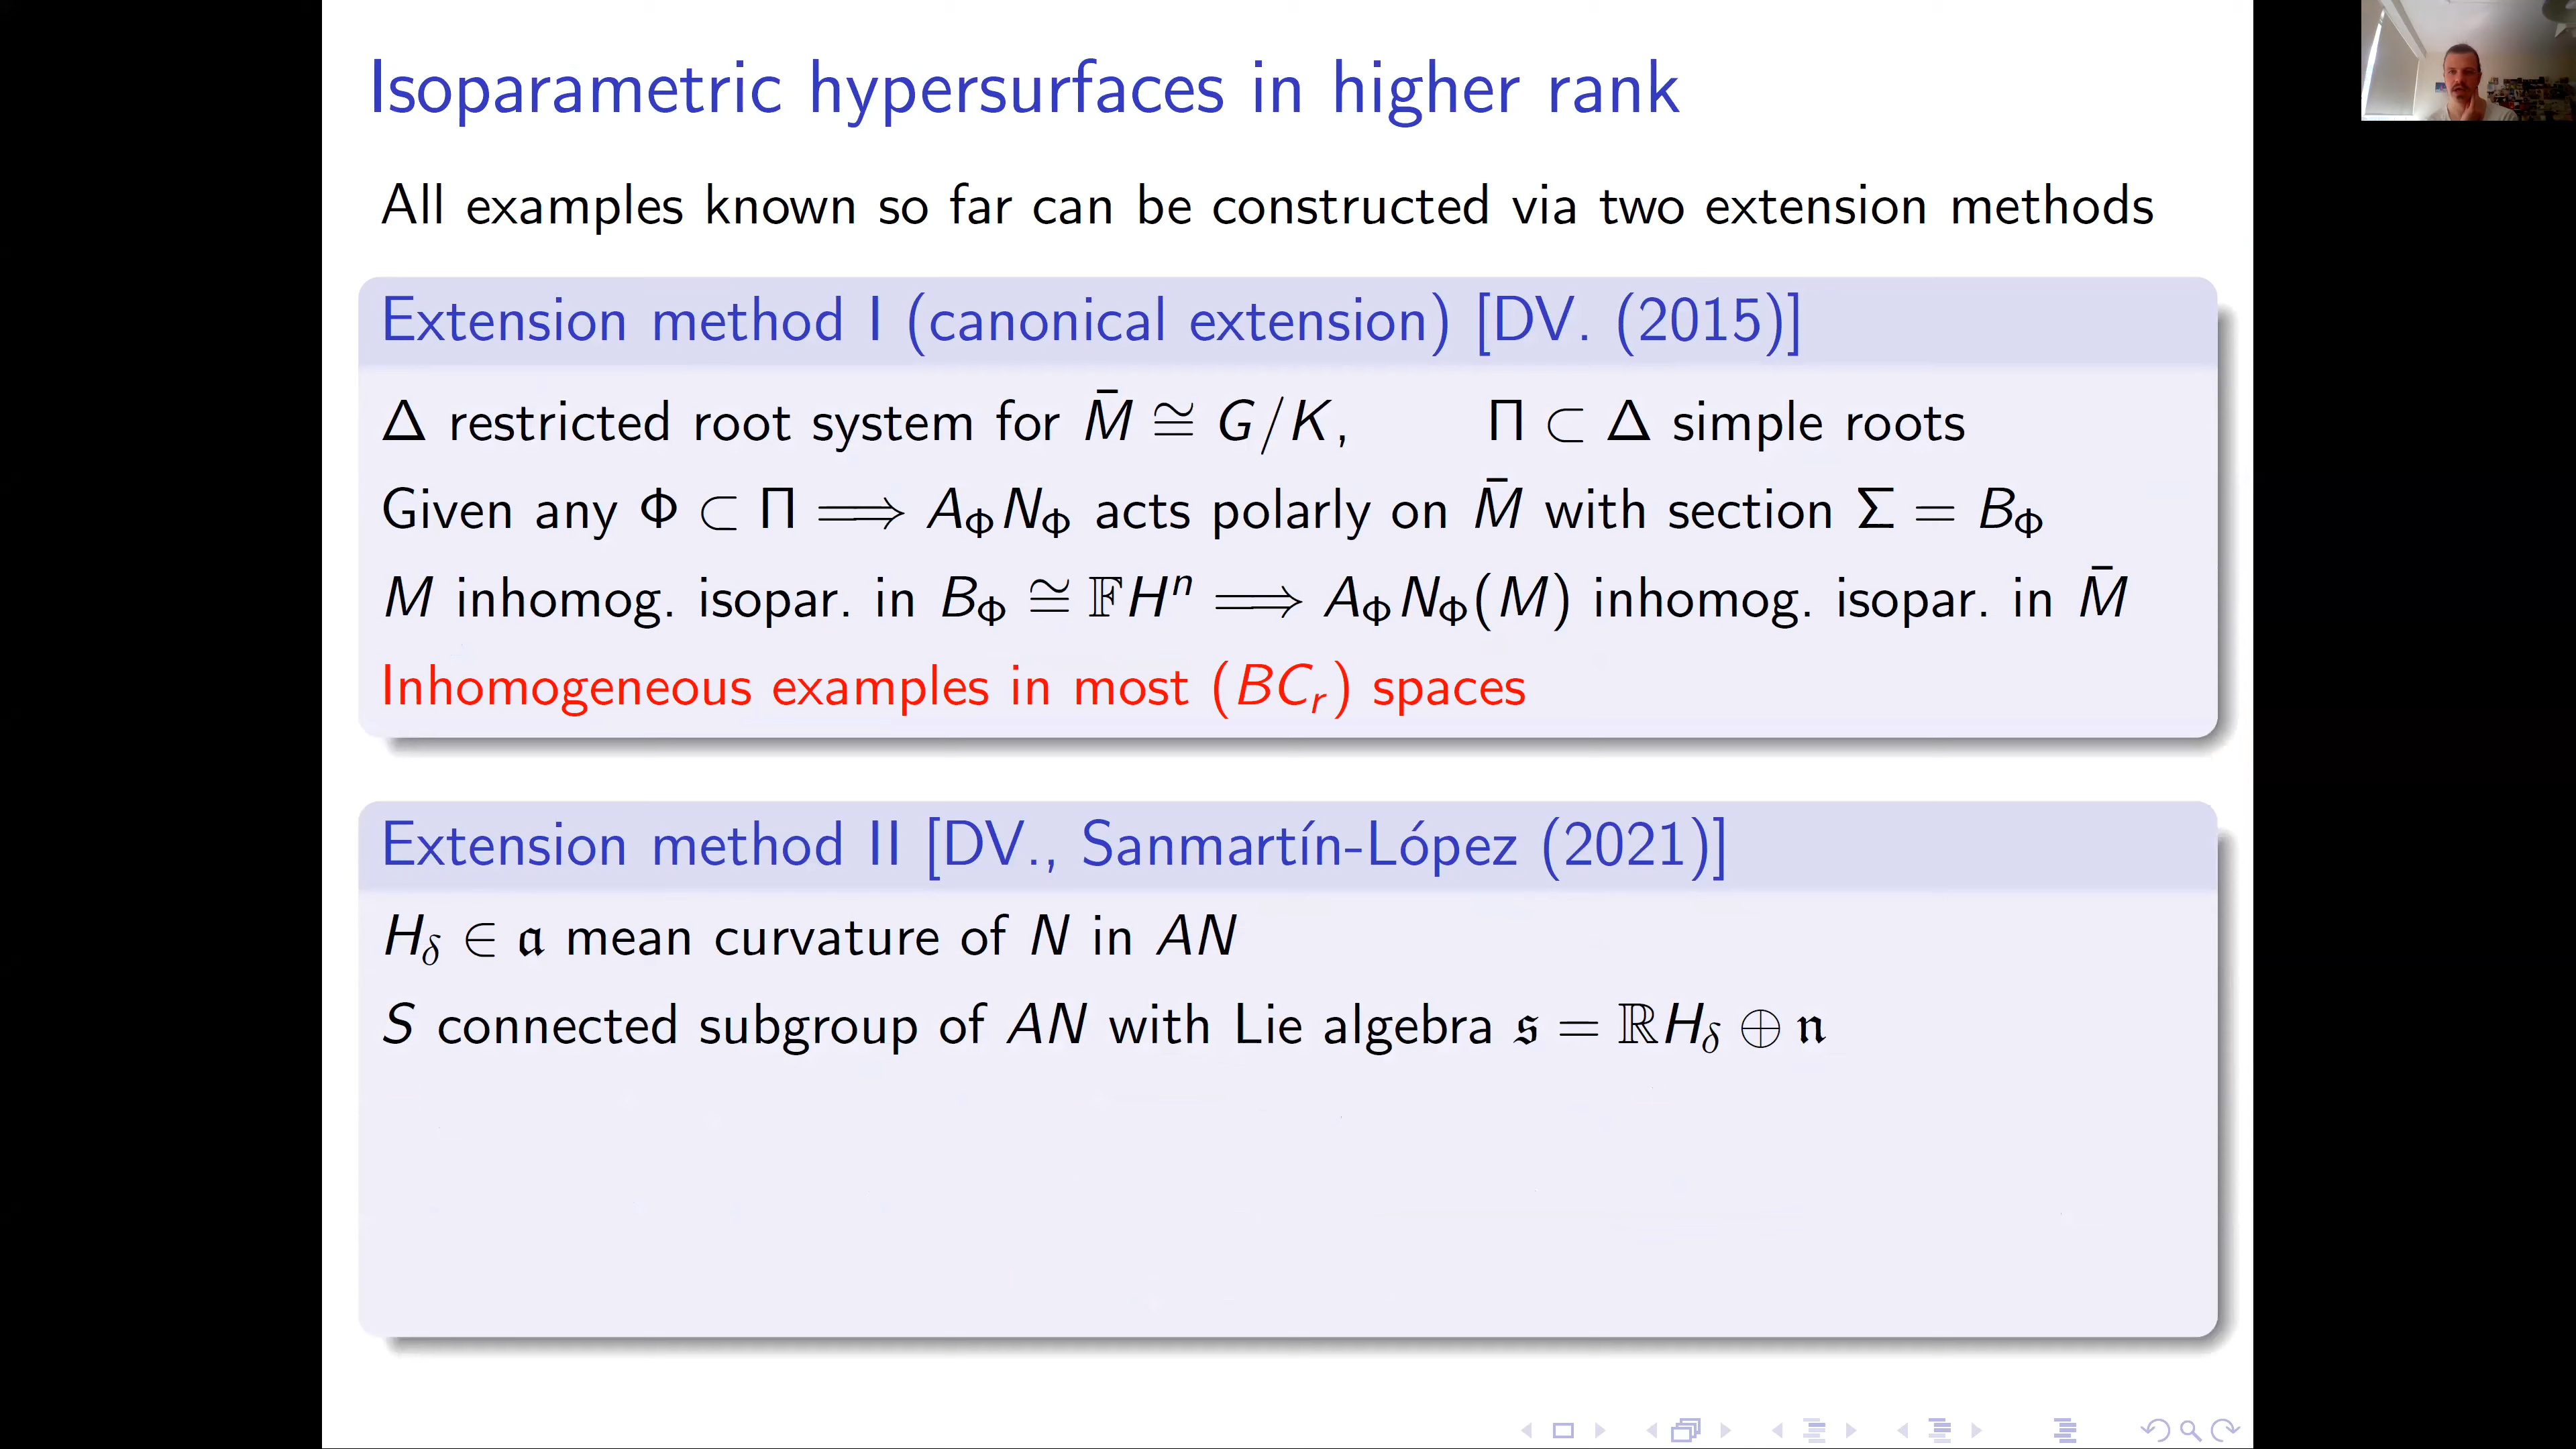 Isoparametric hypersurfaces in higher rank
All examples known so far can be constructed via two extension methods
Extension method I (canonical extension) [DV. (2015)]
Δ restricted root system for M̄ ≅ G/K, Π ⊂ Δ simple roots
Given any Φ ⊂ Π ⟹ A_Φ N_Φ acts polarly on M̄ with section Σ = B_Φ
M inhomog. isopar. in B_Φ ≅ 𝔽Hⁿ ⟹ A_Φ N_Φ(M) inhomog. isopar. in M̄
Inhomogeneous examples in most (BC_r) spaces
Extension method II [DV., Sanmartín-López (2021)]
H_δ ∈ 𝔞 mean curvature of N in AN
S connected subgroup of AN with Lie algebra 𝔰 = ℝH_δ ⊕ 𝔫